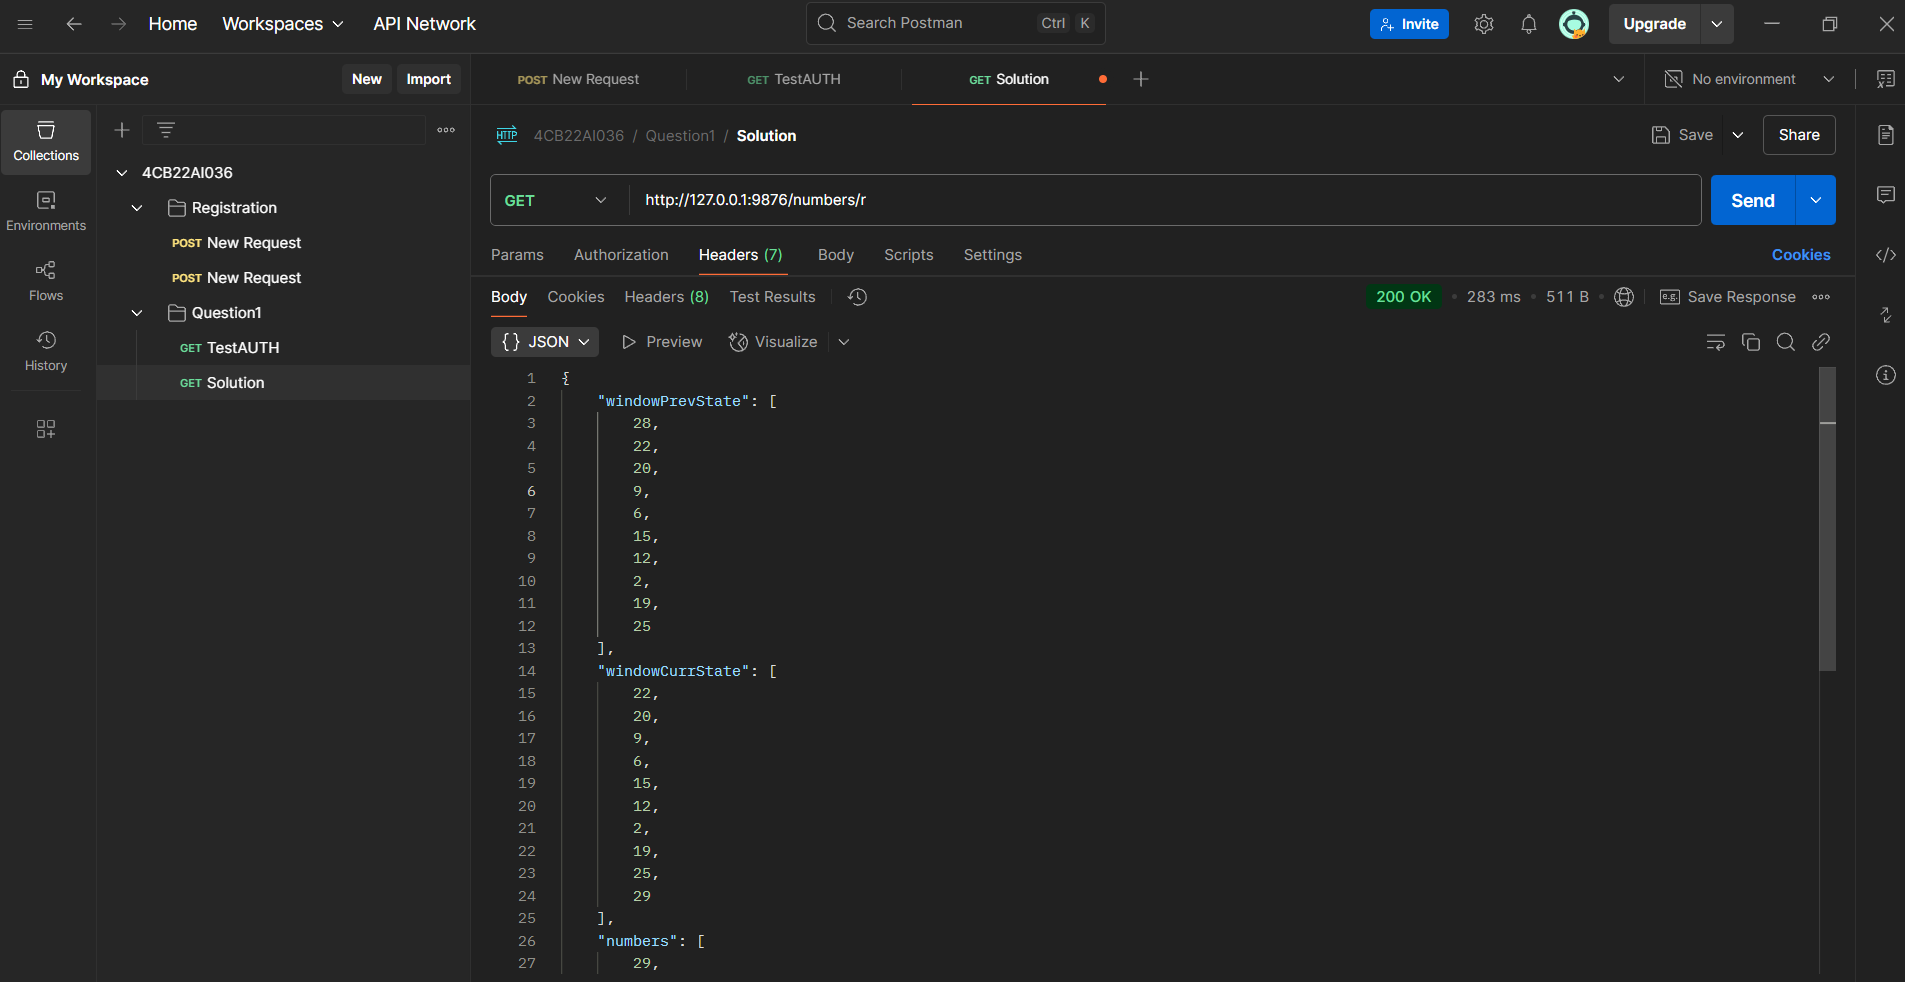 Home Workspaces API Network Search Postman Ctrl K Invite Upgrade
My Workspace New Import
POST New Request GET TestAUTH GET Solution No environment
Collections
Environments
Flows
History
4CB22AI036
Registration
POST New Request
POST New Request
Question1
GET TestAUTH
GET Solution
HTTP 4CB22AI036 / Question1 / Solution Save Share
GET http://127.0.0.1:9876/numbers/r Send
Params Authorization Headers (7) Body Scripts Settings Cookies
Body Cookies Headers (8) Test Results 200 OK • 283 ms • 511 B • e.g. Save Response
{} JSON Preview Visualize
1 {
2 "windowPrevState": [
3 28,
4 22,
5 20,
6 9,
7 6,
8 15,
9 12,
10 2,
11 19,
12 25
13 ],
14 "windowCurrState": [
15 22,
16 20,
17 9,
18 6,
19 15,
20 12,
21 2,
22 19,
23 25,
24 29
25 ],
26 "numbers": [
27 29,